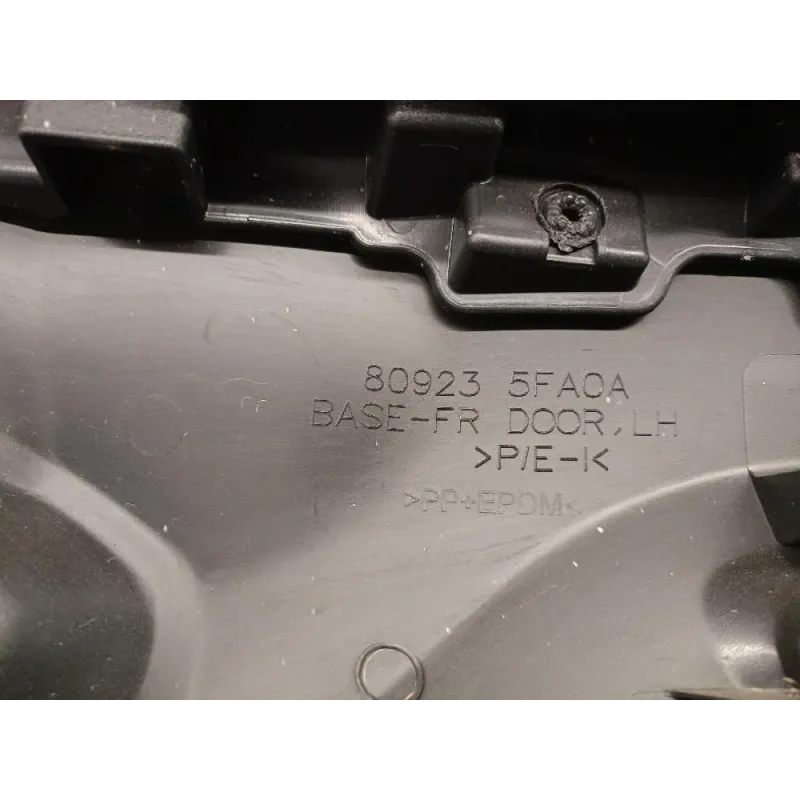 80923 5FA0A
BASE-FR DOOR, LH
>P/E-I<
>PP+EPDM<